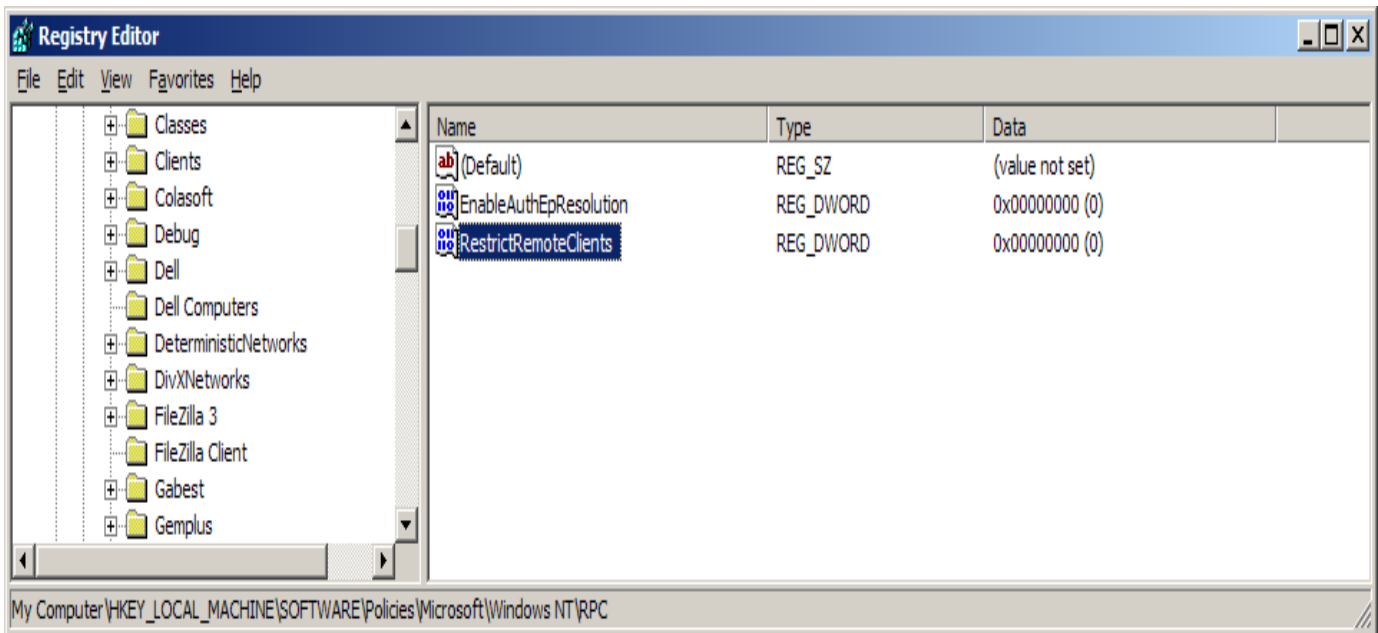 Registry Editor
File Edit View Favorites Help
Classes
Clients
Colasoft
Debug
Dell
Dell Computers
DeterministicNetworks
DivXNetworks
FileZilla 3
FileZilla Client
Gabest
Gemplus
Name Type Data
(Default) REG_SZ (value not set)
EnableAuthEpResolution REG_DWORD 0x00000000 (0)
RestrictRemoteClients REG_DWORD 0x00000000 (0)
My Computer\HKEY_LOCAL_MACHINE\SOFTWARE\Policies\Microsoft\Windows NT\RPC